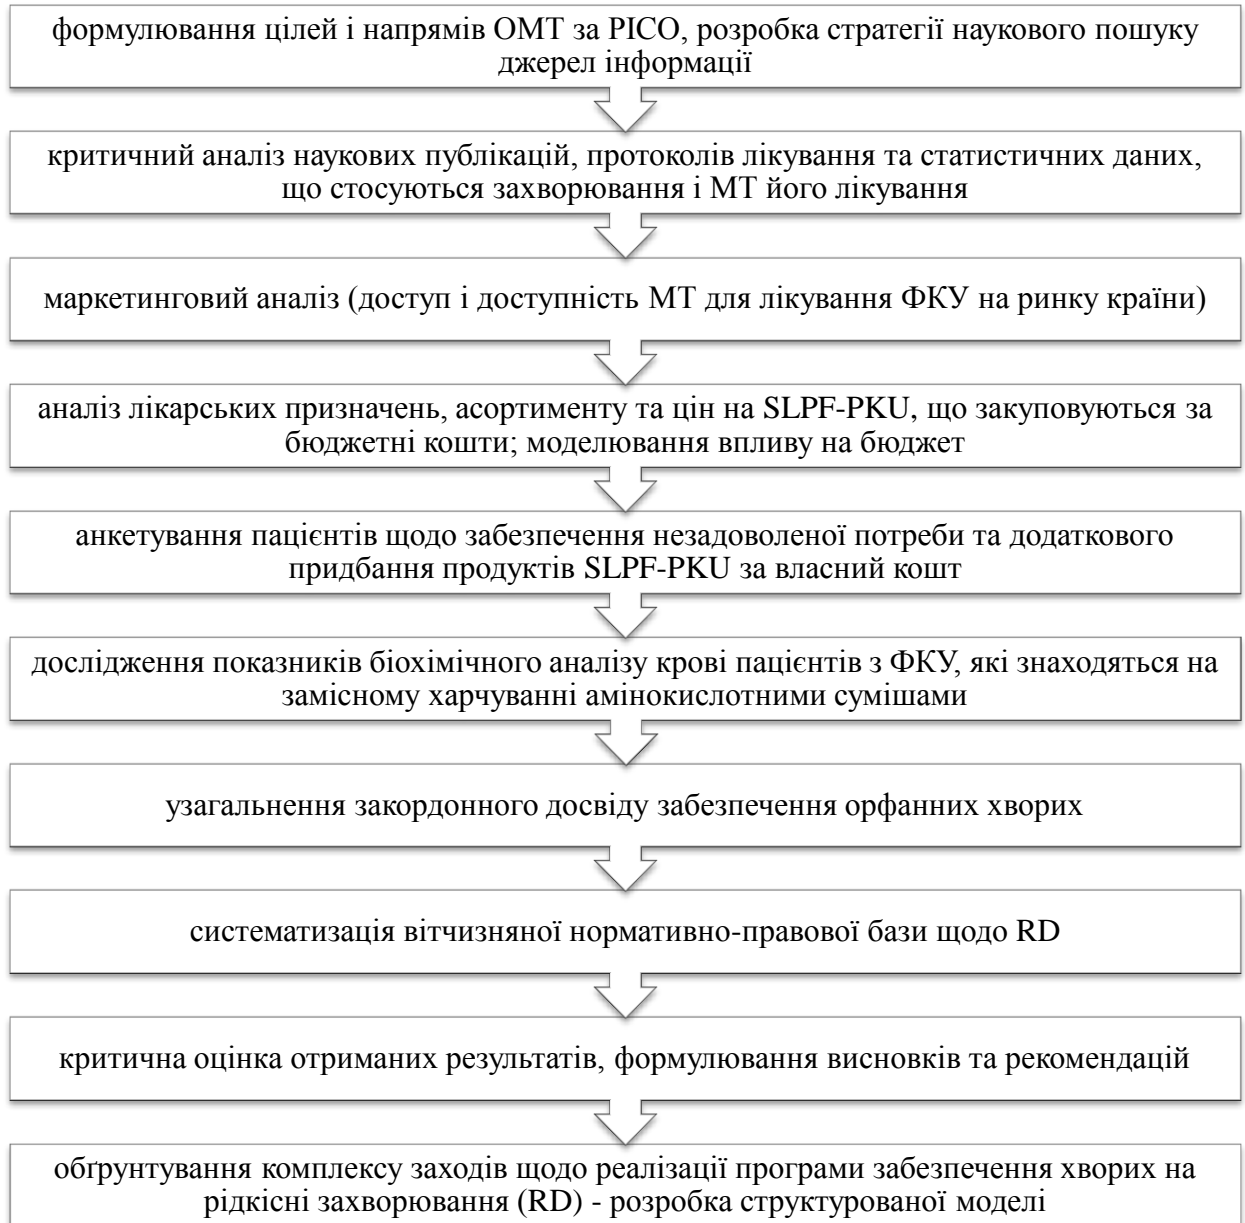 формулювання цілей і напрямів ОМТ за PICO, розробка стратегії наукового пошуку
джерел інформації
критичний аналіз наукових публікацій, протоколів лікування та статистичних даних,
що стосуються захворювання і МТ його лікування
маркетинговий аналіз (доступ і доступність МТ для лікування ФКУ на ринку країни)
аналіз лікарських призначень, асортименту та цін на SLPF-PKU, що закуповуються за
бюджетні кошти; моделювання впливу на бюджет
анкетування пацієнтів щодо забезпечення незадоволеної потреби та додаткового
придбання продуктів SLPF-PKU за власний кошт
дослідження показників біохімічного аналізу крові пацієнтів з ФКУ, які знаходяться на
замісному харчуванні амінокислотними сумішами
узагальнення закордонного досвіду забезпечення орфанних хворих
систематизація вітчизняної нормативно-правової бази щодо RD
критична оцінка отриманих результатів, формулювання висновків та рекомендацій
обґрунтування комплексу заходів щодо реалізації програми забезпечення хворих на
рідкісні захворювання (RD) - розробка структурованої моделі